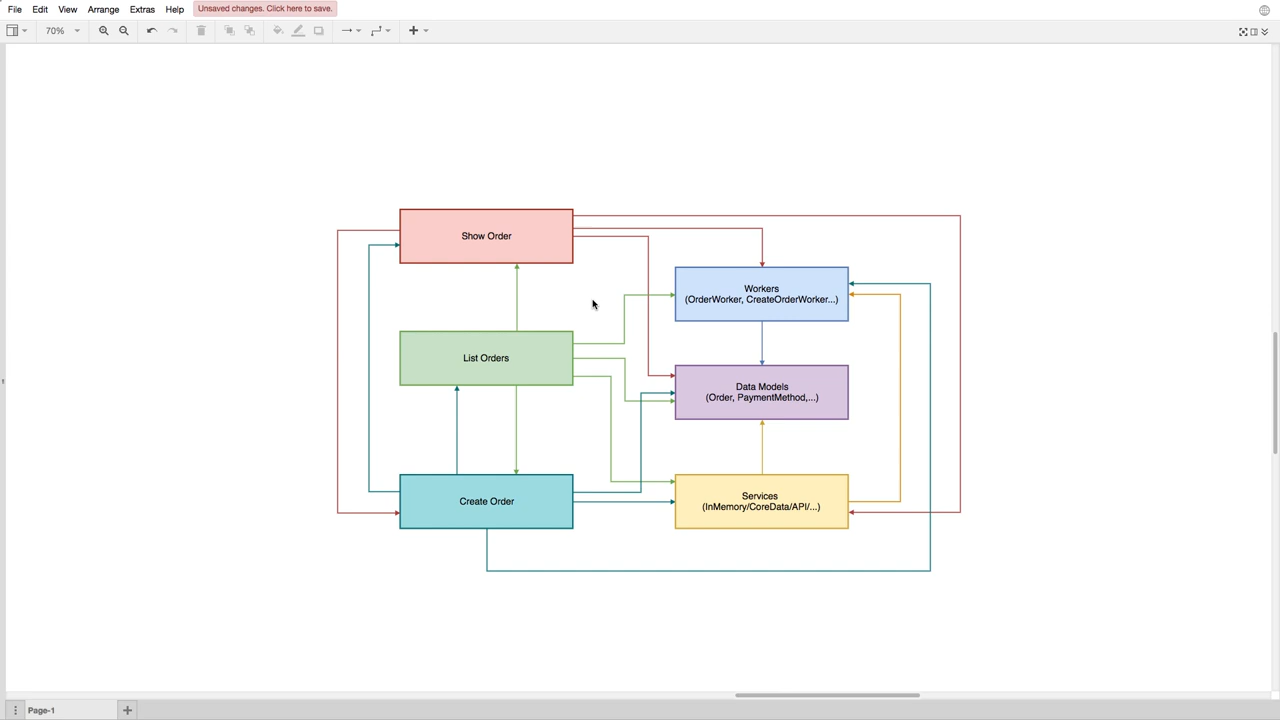 File Edit View Arrange Extras Help Unsaved changes. Click here to save.
70%
Show Order
Workers
(OrderWorker, CreateOrderWorker...)
List Orders
Data Models
(Order, PaymentMethod,...)
Create Order
Services
(InMemory/CoreData/API/...)
Page-1